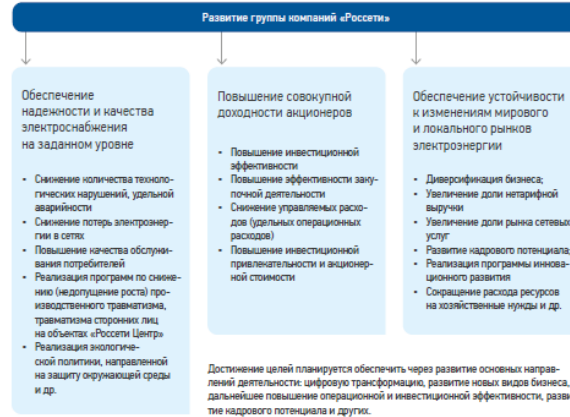 Развитие группы компаний «Россети»
Обеспечение
надежности и качества
электроснабжения
на заданном уровне
• Снижение количества техноло-
гических нарушений, удельной
аварийности
• Снижение потерь электроэнер-
гии в сетях
• Повышение качества обслужи-
вания потребителей
• Реализация программ по сниже-
нию (недопущение роста) про-
изводственного травматизма,
травматизма сторонних лиц
на объектах «Россети Центр»
• Реализация экологиче-
ской политики, направленной
на защиту окружающей среды
и др.
Повышение совокупной
доходности акционеров
• Повышение инвестиционной
эффективности
• Повышение эффективности заку-
почной деятельности
• Снижение управляемых расхо-
дов (удельных операционных
расходов)
• Повышение инвестиционной
привлекательности и акционер-
ной стоимости
Обеспечение устойчивости
к изменениям мирового
и локального рынков
электроэнергии
• Диверсификация бизнеса;
• Увеличение доли нетарифной
выручки
• Увеличение доли рынка сетевых
услуг
• Развитие кадрового потенциала;
• Реализация программы иннова-
ционного развития
• Сокращение расхода ресурсов
на хозяйственные нужды и др.
Достижение целей планируется обеспечить через развитие основных направ-
лений деятельности: цифровую трансформацию, развитие новых видов бизнеса,
дальнейшее повышение операционной и инвестиционной эффективности, разви
тие кадрового потенциала и других.